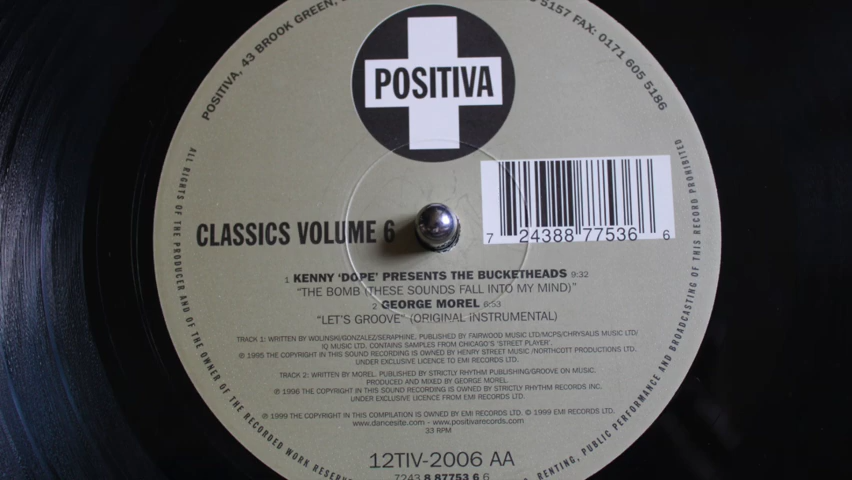 POSITIVA, 43 BROOK GREEN,
5157 FAX: 0171 605 5186
POSITIVA
ALL RIGHTS OF THE PRODUCER AND OF THE OWNER OF THE RECORDED WORK
RENTING, PUBLIC PERFORMANCE AND BROADCASTING OF THIS RECORD PROHIBITED
7 24388 77536 6
CLASSICS VOLUME 6
1 KENNY ‘DOPE’ PRESENTS THE BUCKETHEADS 9:32
“THE BOMB (THESE SOUNDS FALL INTO MY MIND)”
2 GEORGE MOREL 6:53
“LET’S GROOVE” (ORIGINAL INSTRUMENTAL)
TRACK 1: WRITTEN BY WOLINSKI/GONZALEZ/SERAPHINE. PUBLISHED BY FAIRWOOD MUSIC LTD/MCPS/CHRYSALIS MUSIC LTD/
IQ MUSIC LTD. CONTAINS SAMPLES FROM CHICAGO’S ‘STREET PLAYER’.
℗ 1995 THE COPYRIGHT IN THIS SOUND RECORDING IS OWNED BY HENRY STREET MUSIC /NORTHCOTT PRODUCTIONS LTD.
UNDER EXCLUSIVE LICENCE TO EMI RECORDS LTD.
TRACK 2: WRITTEN BY MOREL. PUBLISHED BY STRICTLY RHYTHM PUBLISHING/GROOVE ON MUSIC.
PRODUCED AND MIXED BY GEORGE MOREL.
℗ 1996 THE COPYRIGHT IN THIS SOUND RECORDING IS OWNED BY STRICTLY RHYTHM RECORDS INC.
UNDER EXCLUSIVE LICENCE FROM EMI RECORDS LTD.
℗ 1999 THE COPYRIGHT IN THIS COMPILATION IS OWNED BY EMI RECORDS LTD. © 1999 EMI RECORDS LTD.
www.dancesite.com - www.positivarecords.com
33 RPM
12TIV-2006 AA
7243 8 87753 6 6